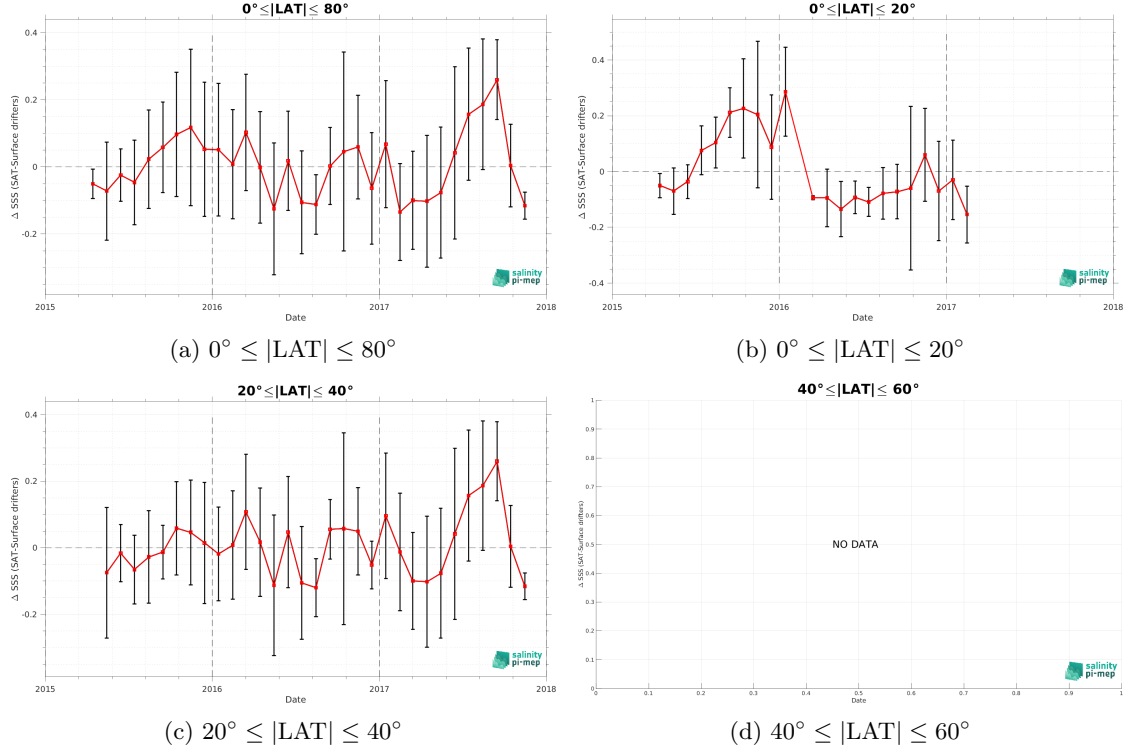 0°≤|LAT|≤ 80°
0.4
0.2
0
-0.2
Δ SSS (SAT-Surface drifters)
2015
2016
2017
2018
Date
salinity
pi-mep
(a) 0° ≤ |LAT| ≤ 80°
0°≤|LAT|≤ 20°
0.4
0.2
0
-0.2
-0.4
Δ SSS (SAT-Surface drifters)
2015
2016
2017
2018
Date
salinity
pi-mep
(b) 0° ≤ |LAT| ≤ 20°
20°≤|LAT|≤ 40°
0.4
0.2
0
-0.2
Δ SSS (SAT-Surface drifters)
2015
2016
2017
2018
Date
salinity
pi-mep
(c) 20° ≤ |LAT| ≤ 40°
40°≤|LAT|≤ 60°
1
0.9
0.8
0.7
0.6
0.5
0.4
0.3
0.2
0.1
0
Δ SSS (SAT-Surface drifters)
NO DATA
0
0.1
0.2
0.3
0.4
0.5
0.6
0.7
0.8
0.9
1
Date
salinity
pi-mep
(d) 40° ≤ |LAT| ≤ 60°